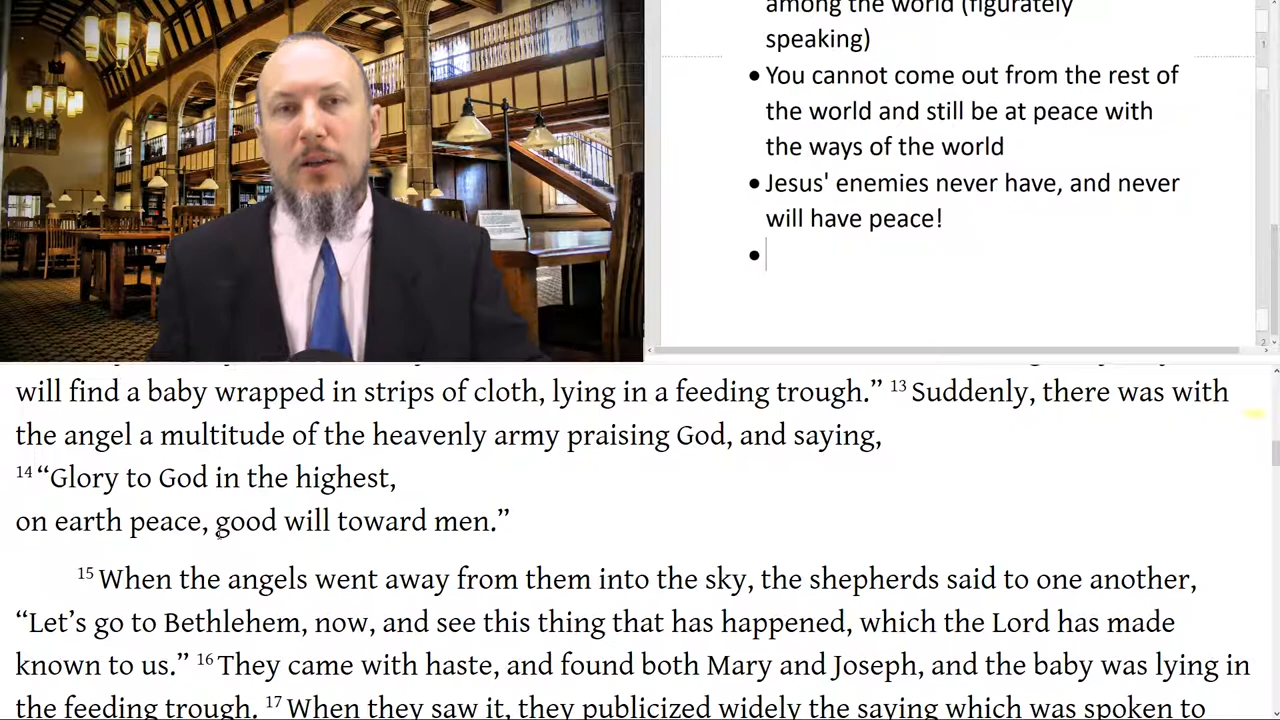 among the world (figurately
speaking)
• You cannot come out from the rest of
the world and still be at peace with
the ways of the world
• Jesus' enemies never have, and never
will have peace!
•
will find a baby wrapped in strips of cloth, lying in a feeding trough.” 13 Suddenly, there was with
the angel a multitude of the heavenly army praising God, and saying,
14 “Glory to God in the highest,
on earth peace, good will toward men.”
15 When the angels went away from them into the sky, the shepherds said to one another,
“Let’s go to Bethlehem, now, and see this thing that has happened, which the Lord has made
known to us.” 16 They came with haste, and found both Mary and Joseph, and the baby was lying in
the feeding trough. 17 When they saw it, they publicized widely the saying which was spoken to